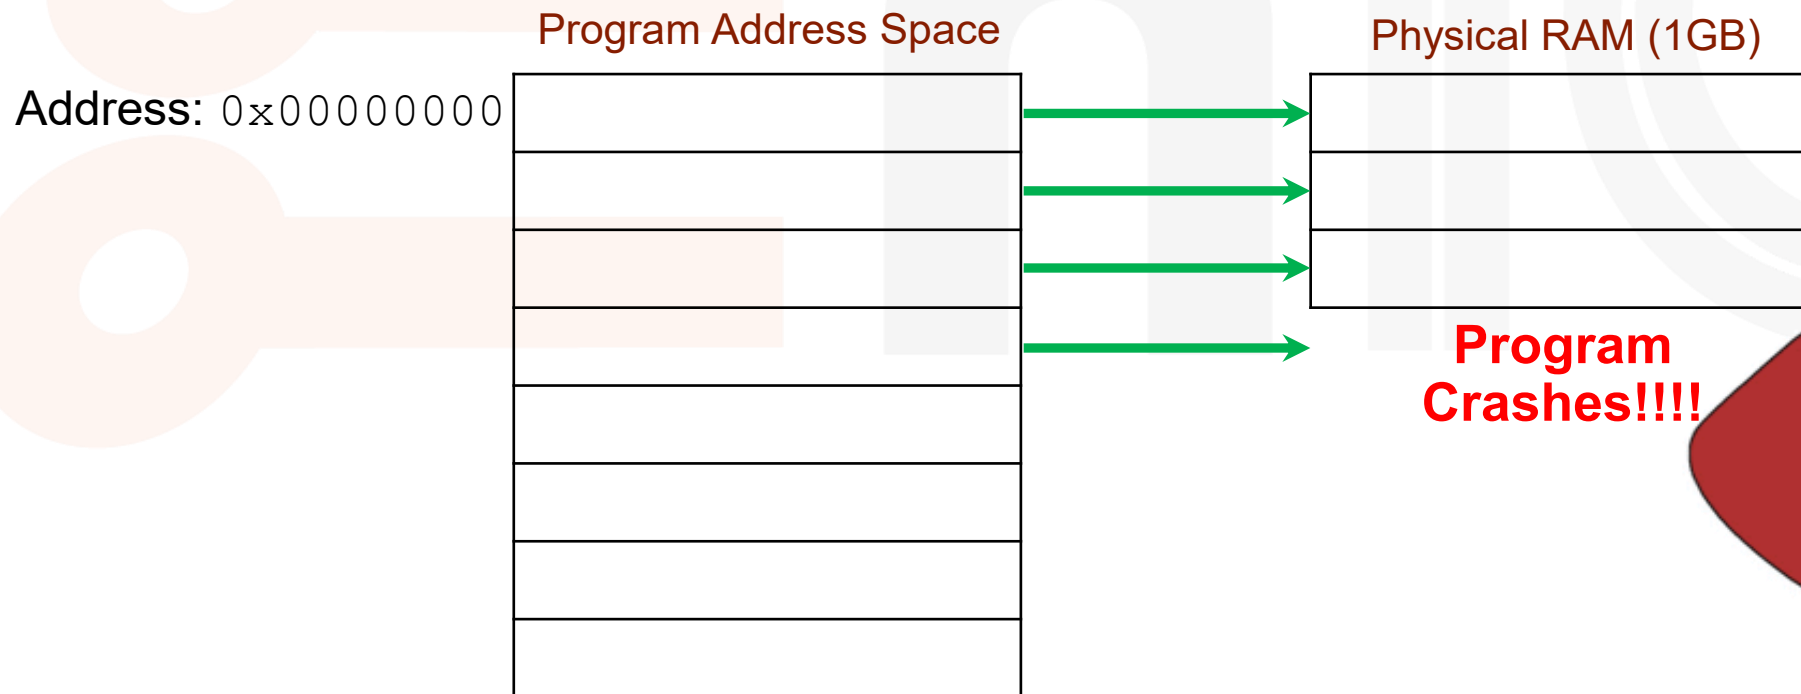 Program Address Space
Physical RAM (1GB)
Address: 0x00000000
Program
Crashes!!!!